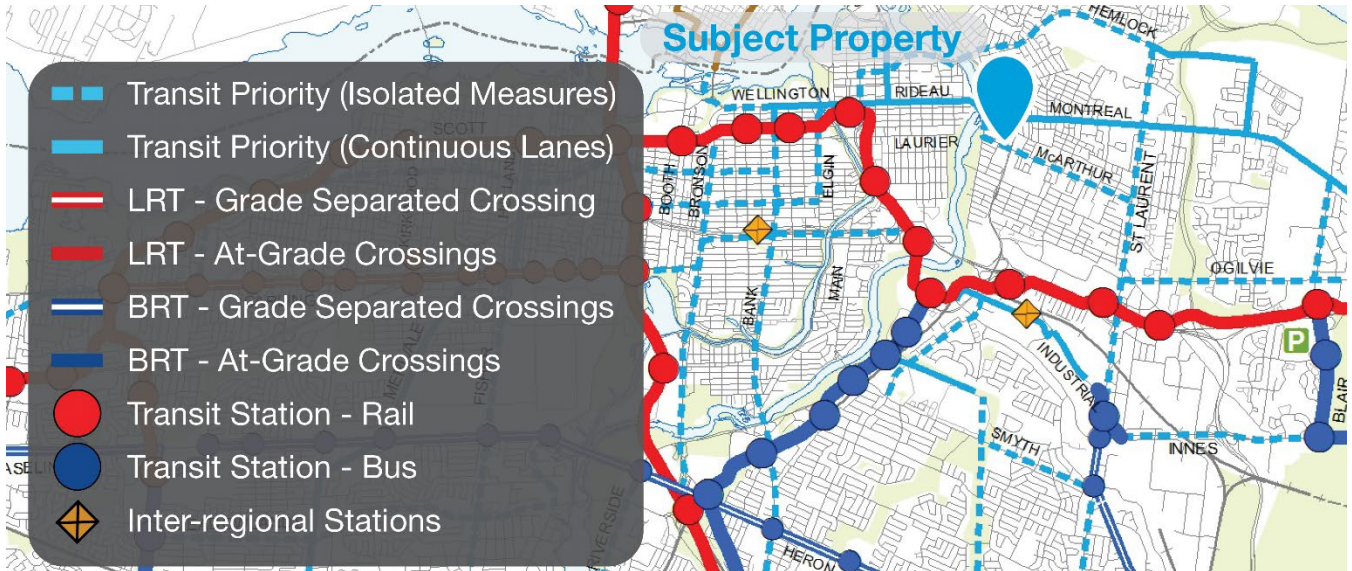 Subject Property
Transit Priority (Isolated Measures)
Transit Priority (Continuous Lanes)
LRT - Grade Separated Crossing
LRT - At-Grade Crossings
BRT - Grade Separated Crossings
BRT - At-Grade Crossings
Transit Station - Rail
Transit Station - Bus
Inter-regional Stations
HEMLOCK
WELLINGTON
RIDEAU
MONTREAL
SCOTT
LAURIER
McARTHUR
BOOTH
BRONSON
ELGIN
ST LAURENT
MAIN
OGILVIE
BANK
P
INDUSTRIAL
BLAIR
SMYTH
INNES
RIVERSIDE
HERON